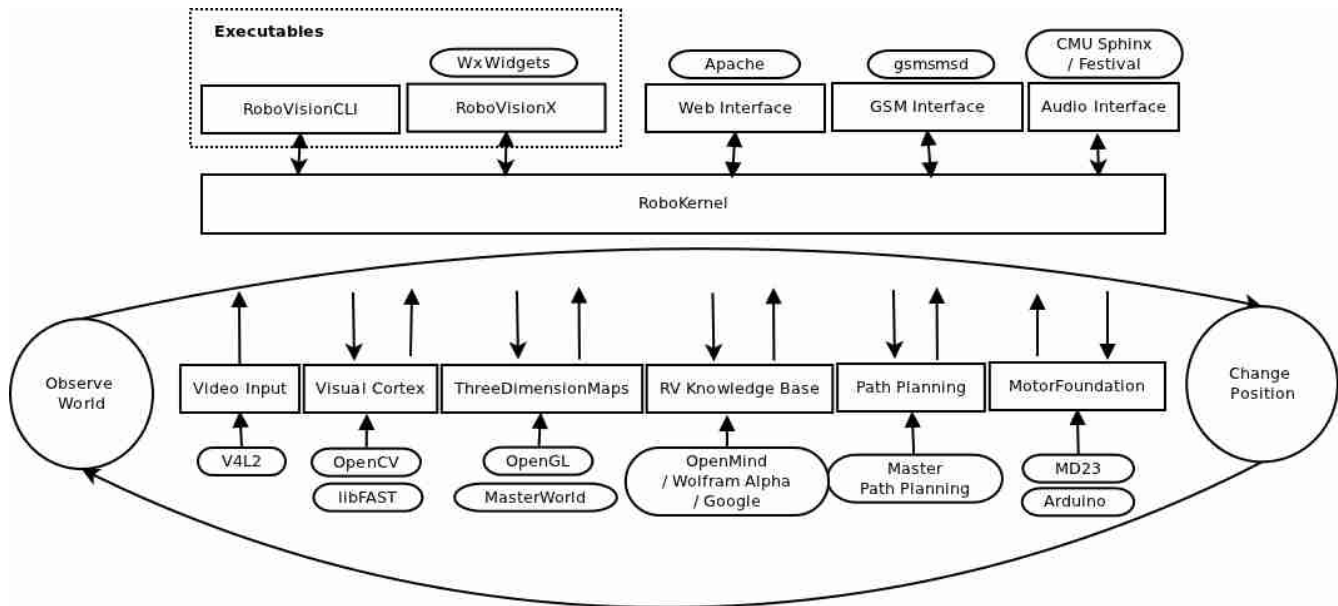 Executables
WxWidgets
Apache
gsmsmsd
CMU Sphinx
/ Festival
RoboVisionCLI
RoboVisionX
Web Interface
GSM Interface
Audio Interface
RoboKernel
Observe
World
Video Input
Visual Cortex
ThreeDimensionMaps
RV Knowledge Base
Path Planning
MotorFoundation
Change
Position
V4L2
OpenCV
libFAST
OpenGL
MasterWorld
OpenMind
/ Wolfram Alpha
/ Google
Master
Path Planning
MD23
Arduino